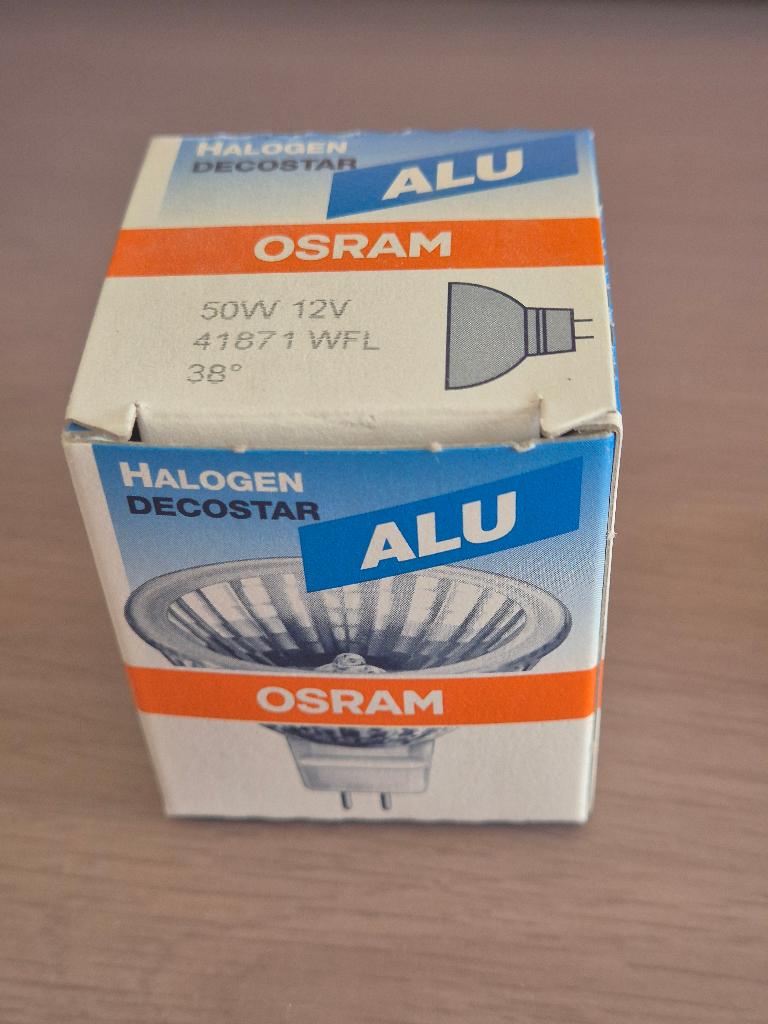 HALOGEN
DECOSTAR
ALU
OSRAM
50W 12V
41871 WFL
38°
HALOGEN
DECOSTAR
ALU
OSRAM